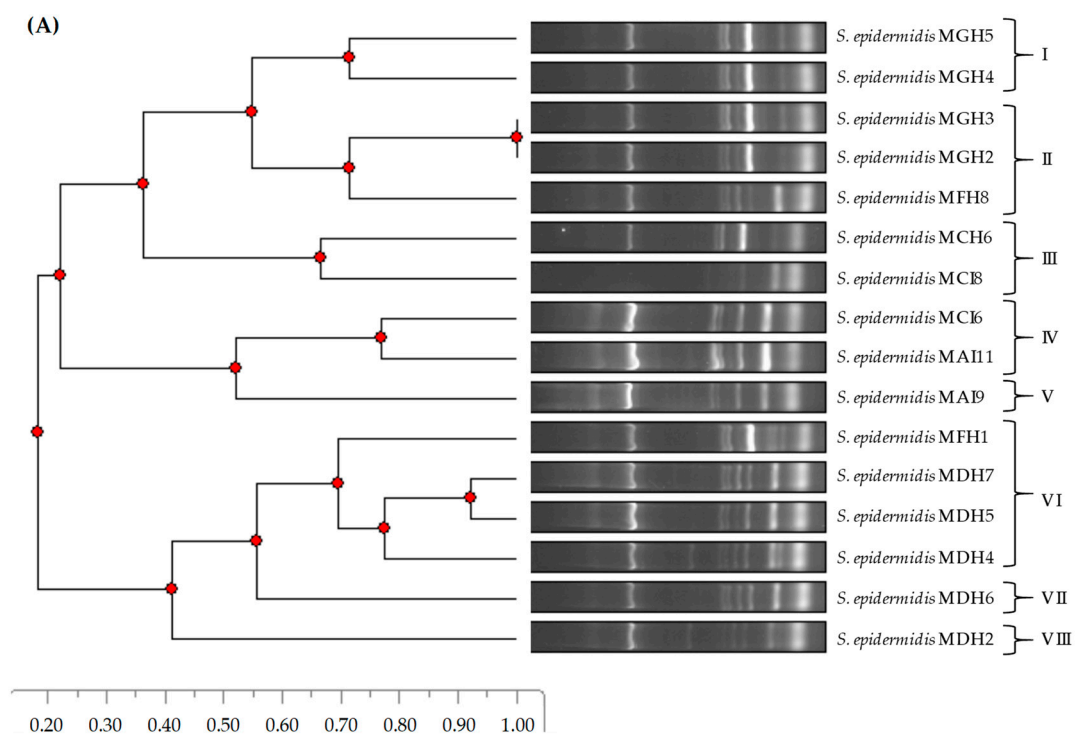 (A)
S. epidermidis MGH5
I
S. epidermidis MGH4
S. epidermidis MGH3
S. epidermidis MGH2
II
S. epidermidis MFH8
S. epidermidis MCH6
III
S. epidermidis MCI8
S. epidermidis MCI6
IV
S. epidermidis MAI11
S. epidermidis MAI9
V
S. epidermidis MFH1
S. epidermidis MDH7
VI
S. epidermidis MDH5
S. epidermidis MDH4
S. epidermidis MDH6
VII
S. epidermidis MDH2
VIII
0.20 0.30 0.40 0.50 0.60 0.70 0.80 0.90 1.00